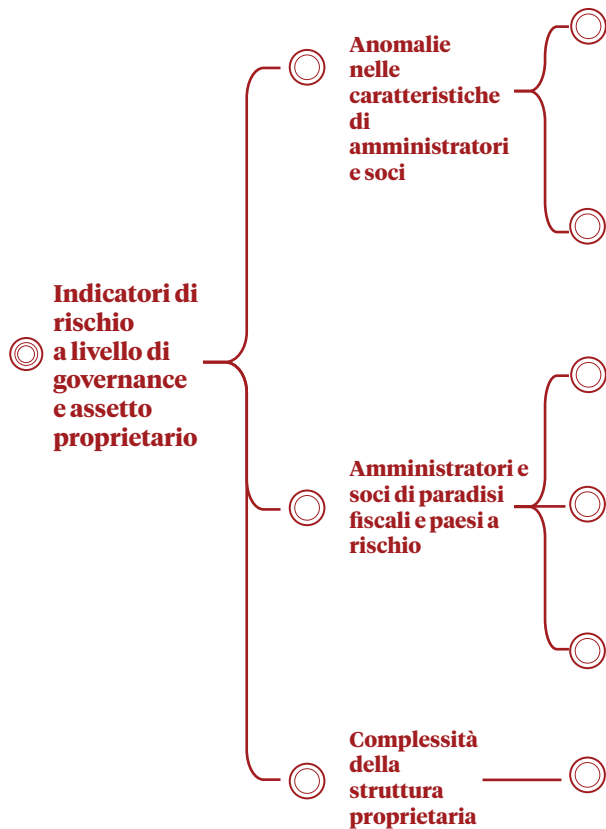 Indicatori di
rischio
a livello di
governance
e assetto
proprietario
Anomalie
nelle
caratteristiche
di
amministratori
e soci
Amministratori e
soci di paradisi
fiscali e paesi a
rischio
Complessità
della
struttura
proprietaria